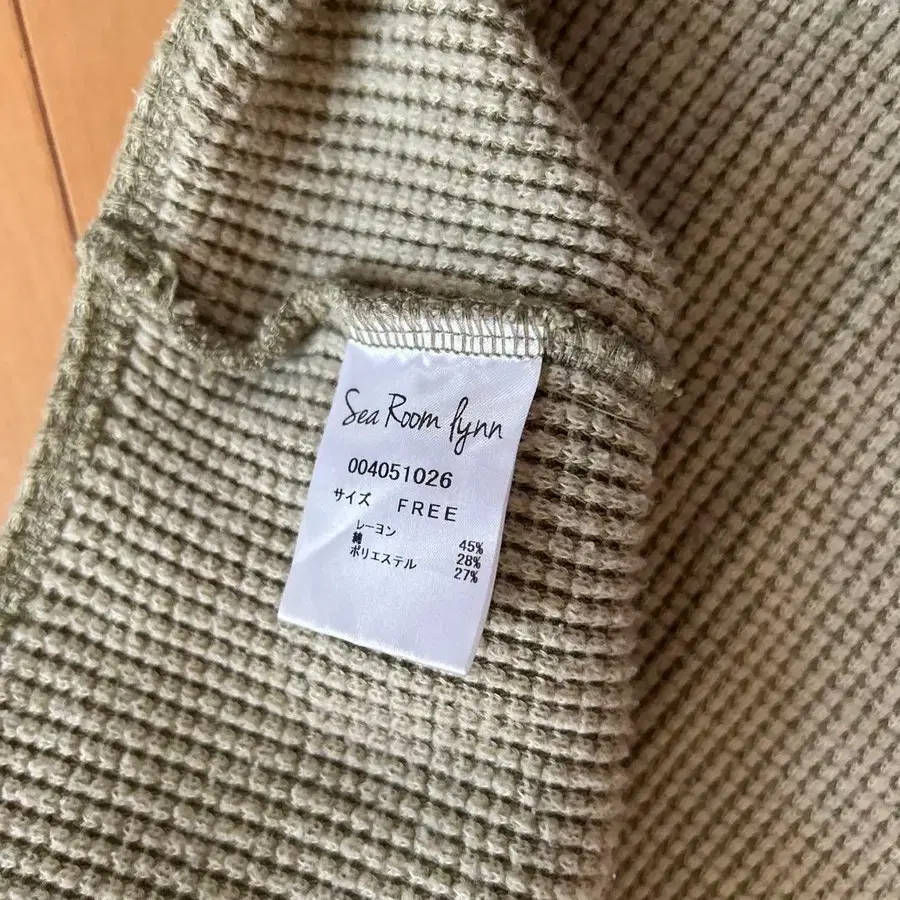 Sea Room lynn
004051026
サイズ FREE
レーヨン 45%
綿 28%
ポリエステル 27%